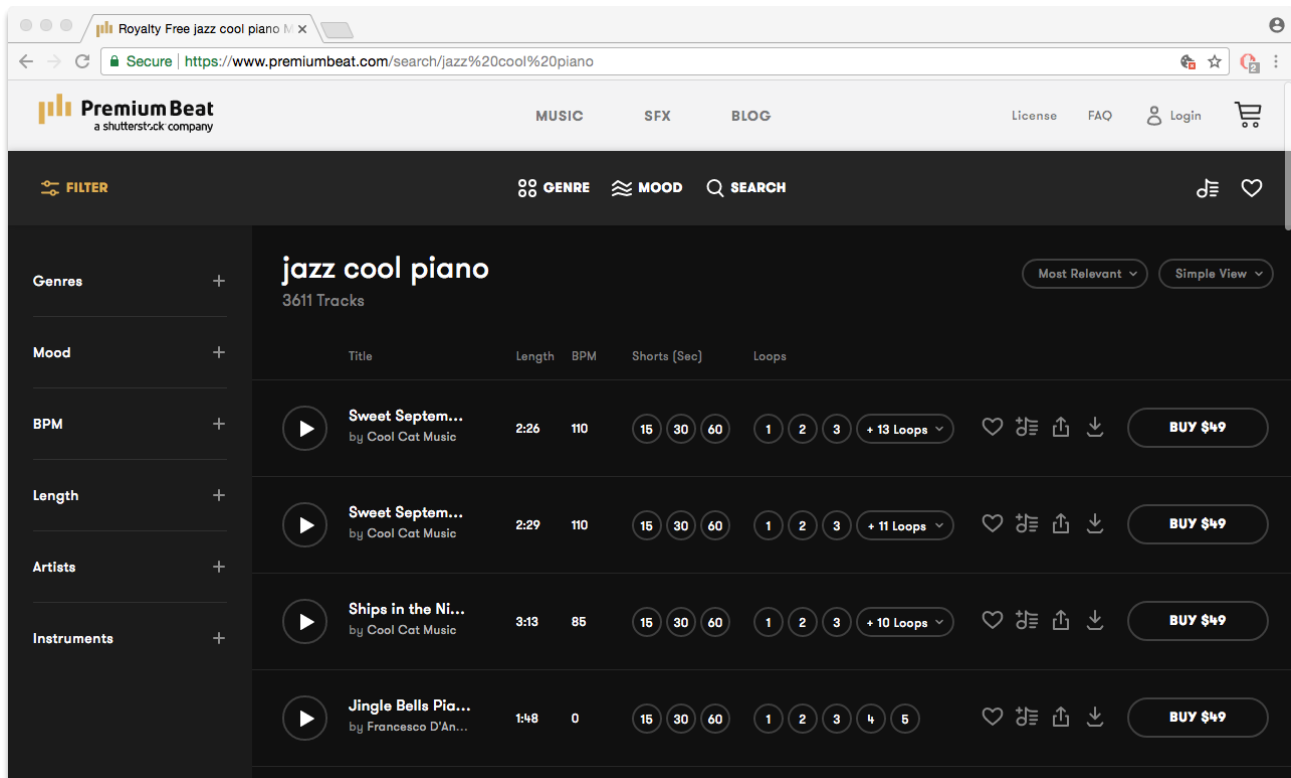 Royalty Free jazz cool piano M
Secure | https://www.premiumbeat.com/search/jazz%20cool%20piano
2
PremiumBeat
a shutterstock company
MUSIC SFX BLOG
License FAQ Login
FILTER
GENRE MOOD SEARCH
Genres +
Mood +
BPM +
Length +
Artists +
Instruments +
jazz cool piano
3611 Tracks
Most Relevant Simple View
Title Length BPM Shorts (Sec) Loops
Sweet Septem... 2:26 110 15 30 60 1 2 3 + 13 Loops BUY $49
by Cool Cat Music
Sweet Septem... 2:29 110 15 30 60 1 2 3 + 11 Loops BUY $49
by Cool Cat Music
Ships in the Ni... 3:13 85 15 30 60 1 2 3 + 10 Loops BUY $49
by Cool Cat Music
Jingle Bells Pia... 1:48 0 15 30 60 1 2 3 4 5 BUY $49
by Francesco D'An...